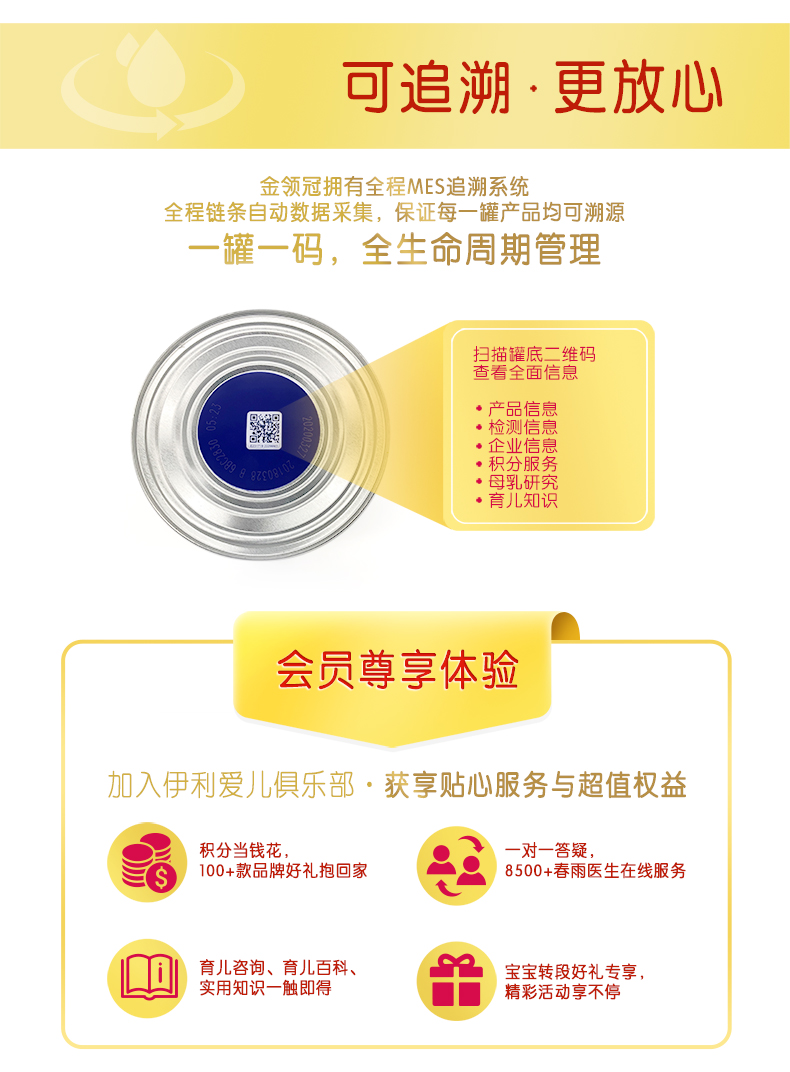 可追溯·更放心
金领冠拥有全程MES追溯系统
全程链条自动数据采集，保证每一罐产品均可溯源
一罐一码，全生命周期管理
扫描罐底二维码
查看全面信息
• 产品信息
• 检测信息
• 企业信息
• 积分服务
• 母乳研究
• 育儿知识
会员尊享体验
加入伊利爱儿俱乐部·获享贴心服务与超值权益
积分当钱花，
100+款品牌好礼抱回家
一对一答疑，
8500+春雨医生在线服务
育儿咨询、育儿百科、
实用知识一触即得
宝宝转段好礼专享，
精彩活动享不停